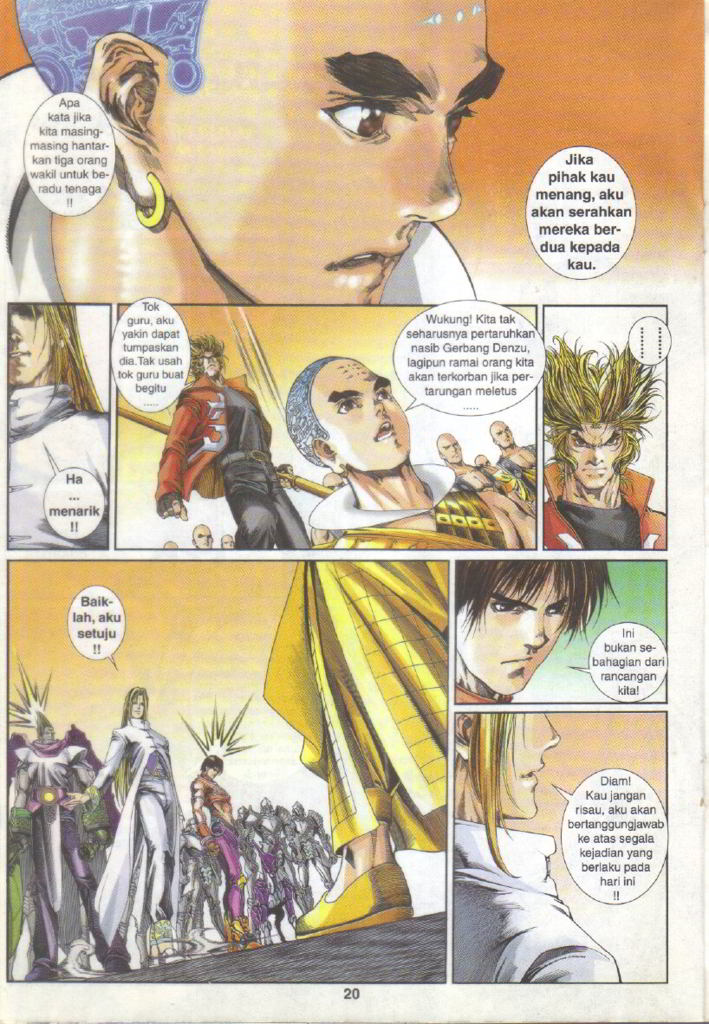 Apa
kata jika
kita masing-
masing hantar-
kan tiga orang
wakil untuk be-
radu tenaga
!!
Jika
pihak kau
menang, aku
akan serahkan
mereka ber-
dua kepada
kau.
Ha
...
menarik
!!
Tok
guru, aku
yakin dapat
tumpaskan
dia.Tak usah
tok guru buat
begitu
.....
Wukung! Kita tak
seharusnya pertaruhkan
nasib Gerbang Denzu,
lagipun ramai orang kita
akan terkorban jika per-
tarungan meletus
......
Baik-
lah, aku
setuju
!!
Ini
bukan se-
bahagian dari
rancangan
kita!
Diam!
Kau jangan
risau, aku akan
bertanggungjawab
ke atas segala
kejadian yang
berlaku pada
hari ini
!!
20